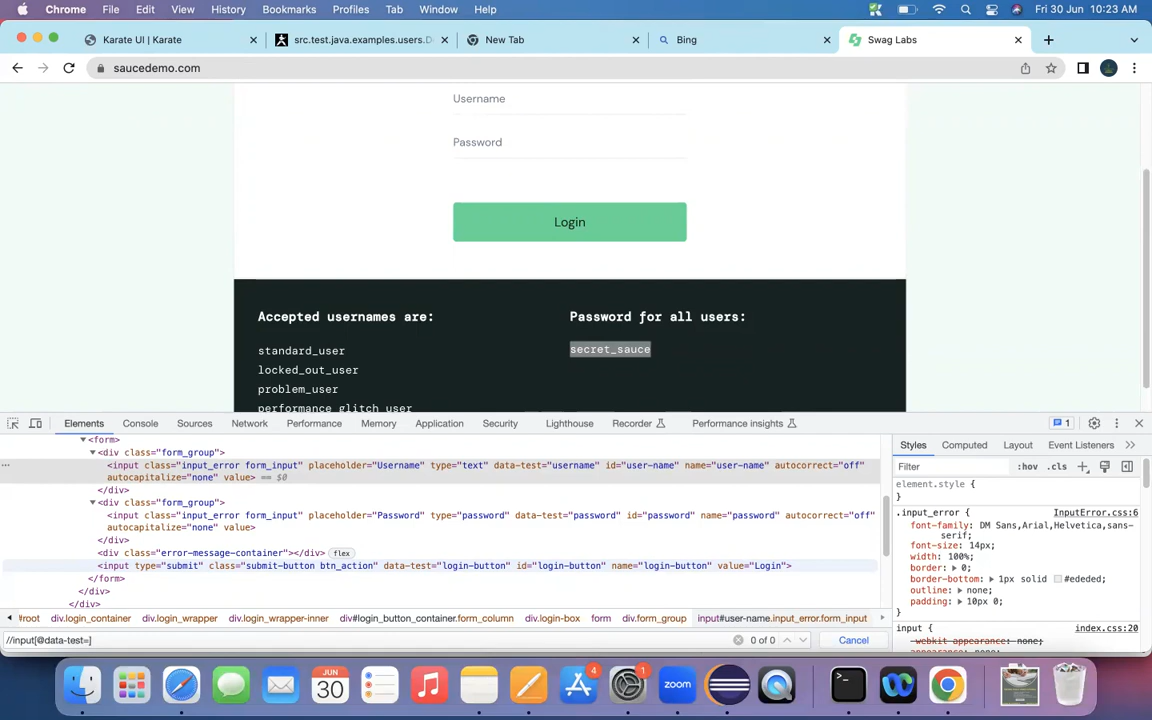 Chrome File Edit View History Bookmarks Profiles Tab Window Help Fri 30 Jun 10:23 AM
Karate UI | Karate
src.test.java.examples.users.D
New Tab
Bing
Swag Labs
saucedemo.com
Username
Password
Login
Accepted usernames are:
standard_user
locked_out_user
problem_user
performance_glitch_user
Password for all users:
secret_sauce
Elements Console Sources Network Performance Memory Application Security Lighthouse Recorder Performance insights 1
<form>
<div class="form_group">
<input class="input_error form_input" placeholder="Username" type="text" data-test="username" id="user-name" name="user-name" autocorrect="off"
autocapitalize="none" value> == $0
</div>
<div class="form_group">
<input class="input_error form_input" placeholder="Password" type="password" data-test="password" id="password" name="password" autocorrect="off"
autocapitalize="none" value>
</div>
<div class="error-message-container"></div> flex
<input type="submit" class="submit-button btn_action" data-test="login-button" id="login-button" name="login-button" value="Login">
</form>
</div>
</div>
#root div.login_container div.login_wrapper div.login_wrapper-inner div#login_button_container.form_column div.login-box form div.form_group input#user-name.input_error.form_input
//input[@data-test=] 0 of 0 Cancel
Styles Computed Layout Event Listeners
Filter :hov .cls
element.style {
}
.input_error { InputError.css:6
font-family: DM Sans,Arial,Helvetica,sans-
serif;
font-size: 14px;
width: 100%;
border: 0;
border-bottom: 1px solid #ededed;
outline: none;
padding: 10px 0;
}
input { index.css:20
-webkit-appearance: none;
4
1
JUN
30
zoom